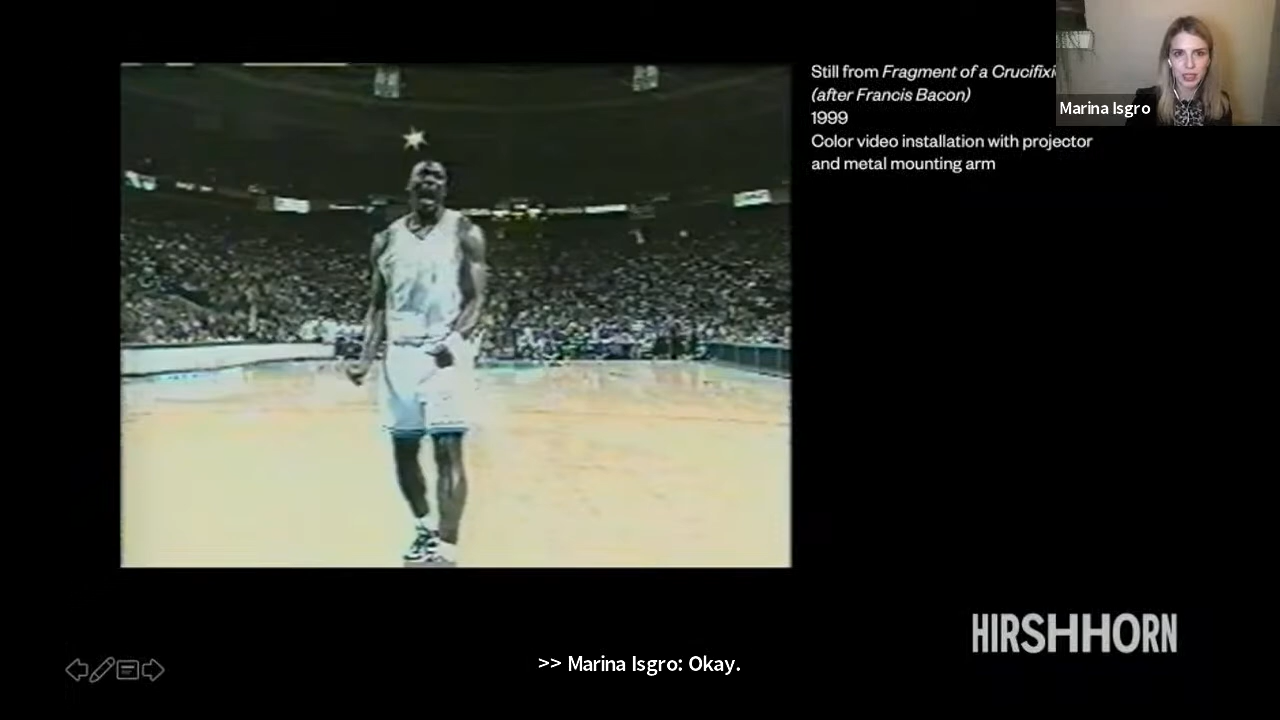 Still from Fragment of a Crucifixi
(after Francis Bacon)
1999
Color video installation with projector
and metal mounting arm
Marina Isgro
HIRSHHORN
>> Marina Isgro: Okay.